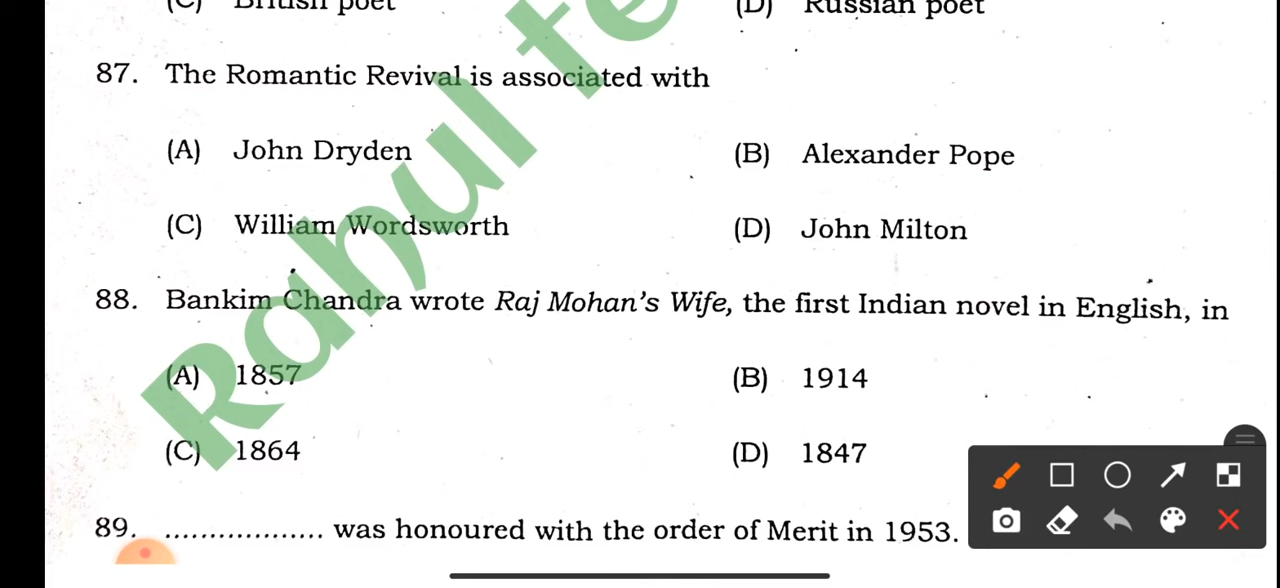 (C) British poet (D) Russian poet
87. The Romantic Revival is associated with
(A) John Dryden (B) Alexander Pope
(C) William Wordsworth (D) John Milton
88. Bankim Chandra wrote Raj Mohan's Wife, the first Indian novel in English, in
(A) 1857 (B) 1914
(C) 1864 (D) 1847
89. .................. was honoured with the order of Merit in 1953.
Rahul te